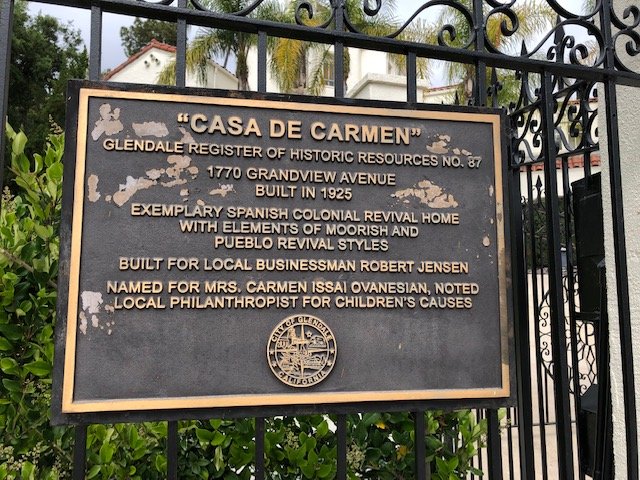 "CASA DE CARMEN"
GLENDALE REGISTER OF HISTORIC RESOURCES NO. 87
1770 GRANDVIEW AVENUE
BUILT IN 1925
EXEMPLARY SPANISH COLONIAL REVIVAL HOME
WITH ELEMENTS OF MOORISH AND
PUEBLO REVIVAL STYLES
BUILT FOR LOCAL BUSINESSMAN ROBERT JENSEN
NAMED FOR MRS. CARMEN ISSAI OVANESIAN, NOTED
LOCAL PHILANTHROPIST FOR CHILDREN'S CAUSES
CITY OF GLENDALE
CALIFORNIA